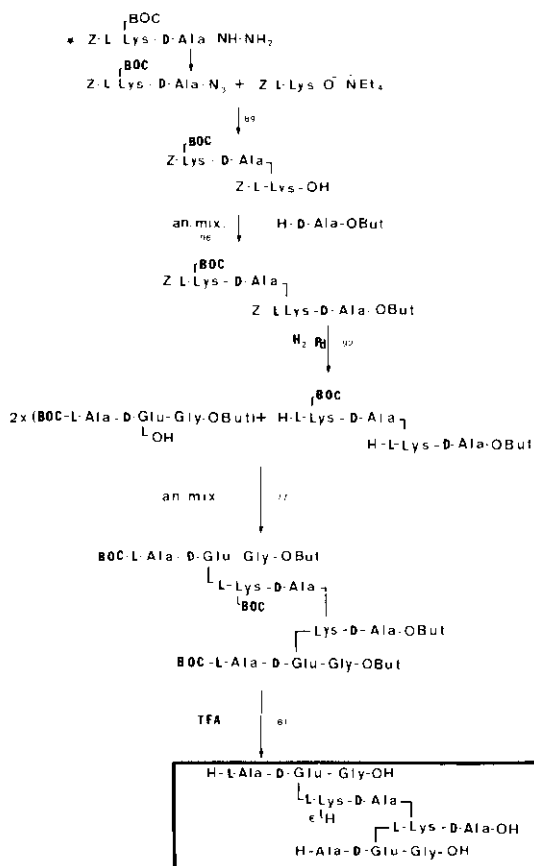 BOC
* Z·L Lys·D·Ala NH·NH₂
BOC
Z·L·Lys·D·Ala·N₃ + Z L·Lys O⁻ NEt₄
89
BOC
Z·Lys·D·Ala
Z·L-Lys-OH
an. mix. H·D·Ala-OBut
96
BOC
Z L·Lys-D·Ala
Z L Lys-D·Ala·OBut
H₂ Pd 92
BOC
2x(BOC-L-Ala-D-Glu-Gly-OBut)+ H-L-Lys-D-Ala
OH
H-L-Lys-D-Ala-OBut
an mix 77
BOC-L-Ala-D-Glu Gly-OBut
L-Lys-D-Ala
BOC
Lys-D-Ala-OBut
BOC-L-Ala-D-Glu-Gly-OBut
TFA 81
H-L-Ala-D-Glu-Gly-OH
L-Lys-D-Ala
ε H
L-Lys-D-Ala-OH
H-Ala-D-Glu-Gly-OH